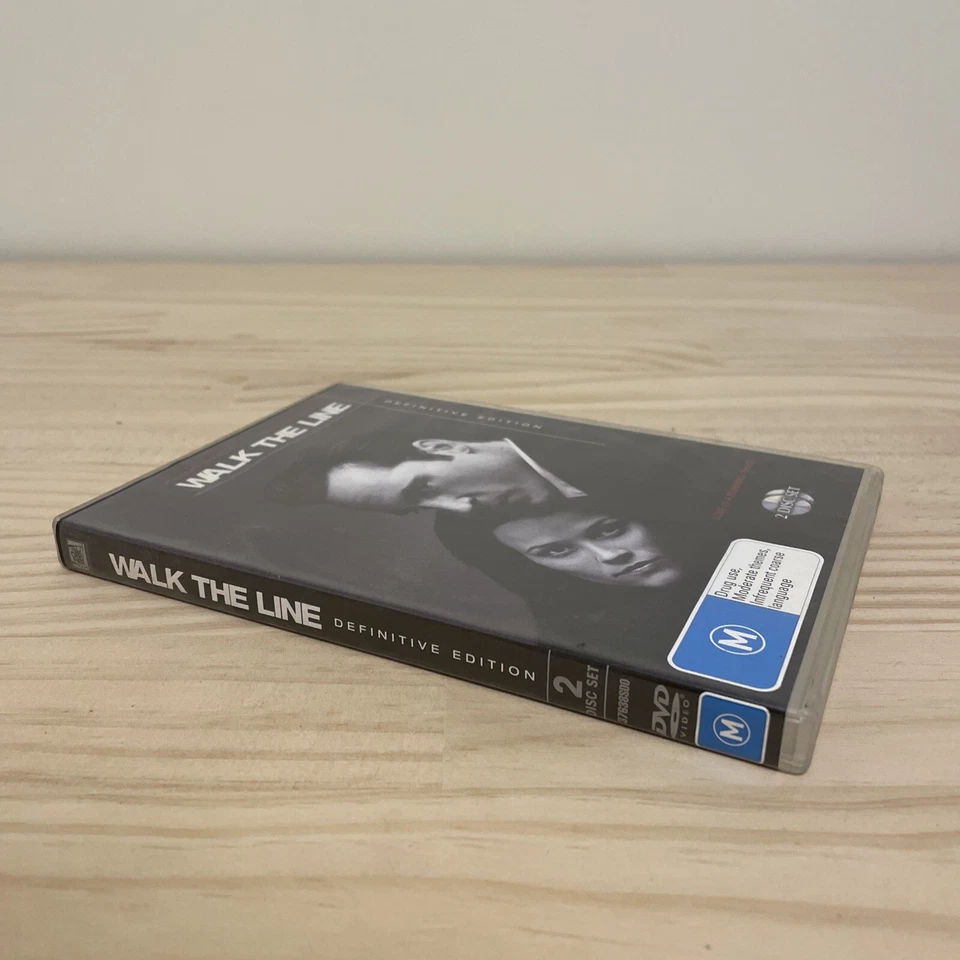 WALK THE LINE
DEFINITIVE EDITION
2 DISC SET
Drug use,
Moderate themes,
Infrequent coarse
language
M
WALK THE LINE
DEFINITIVE EDITION
2
DISC SET
37638SDO
DVD
VIDEO
M